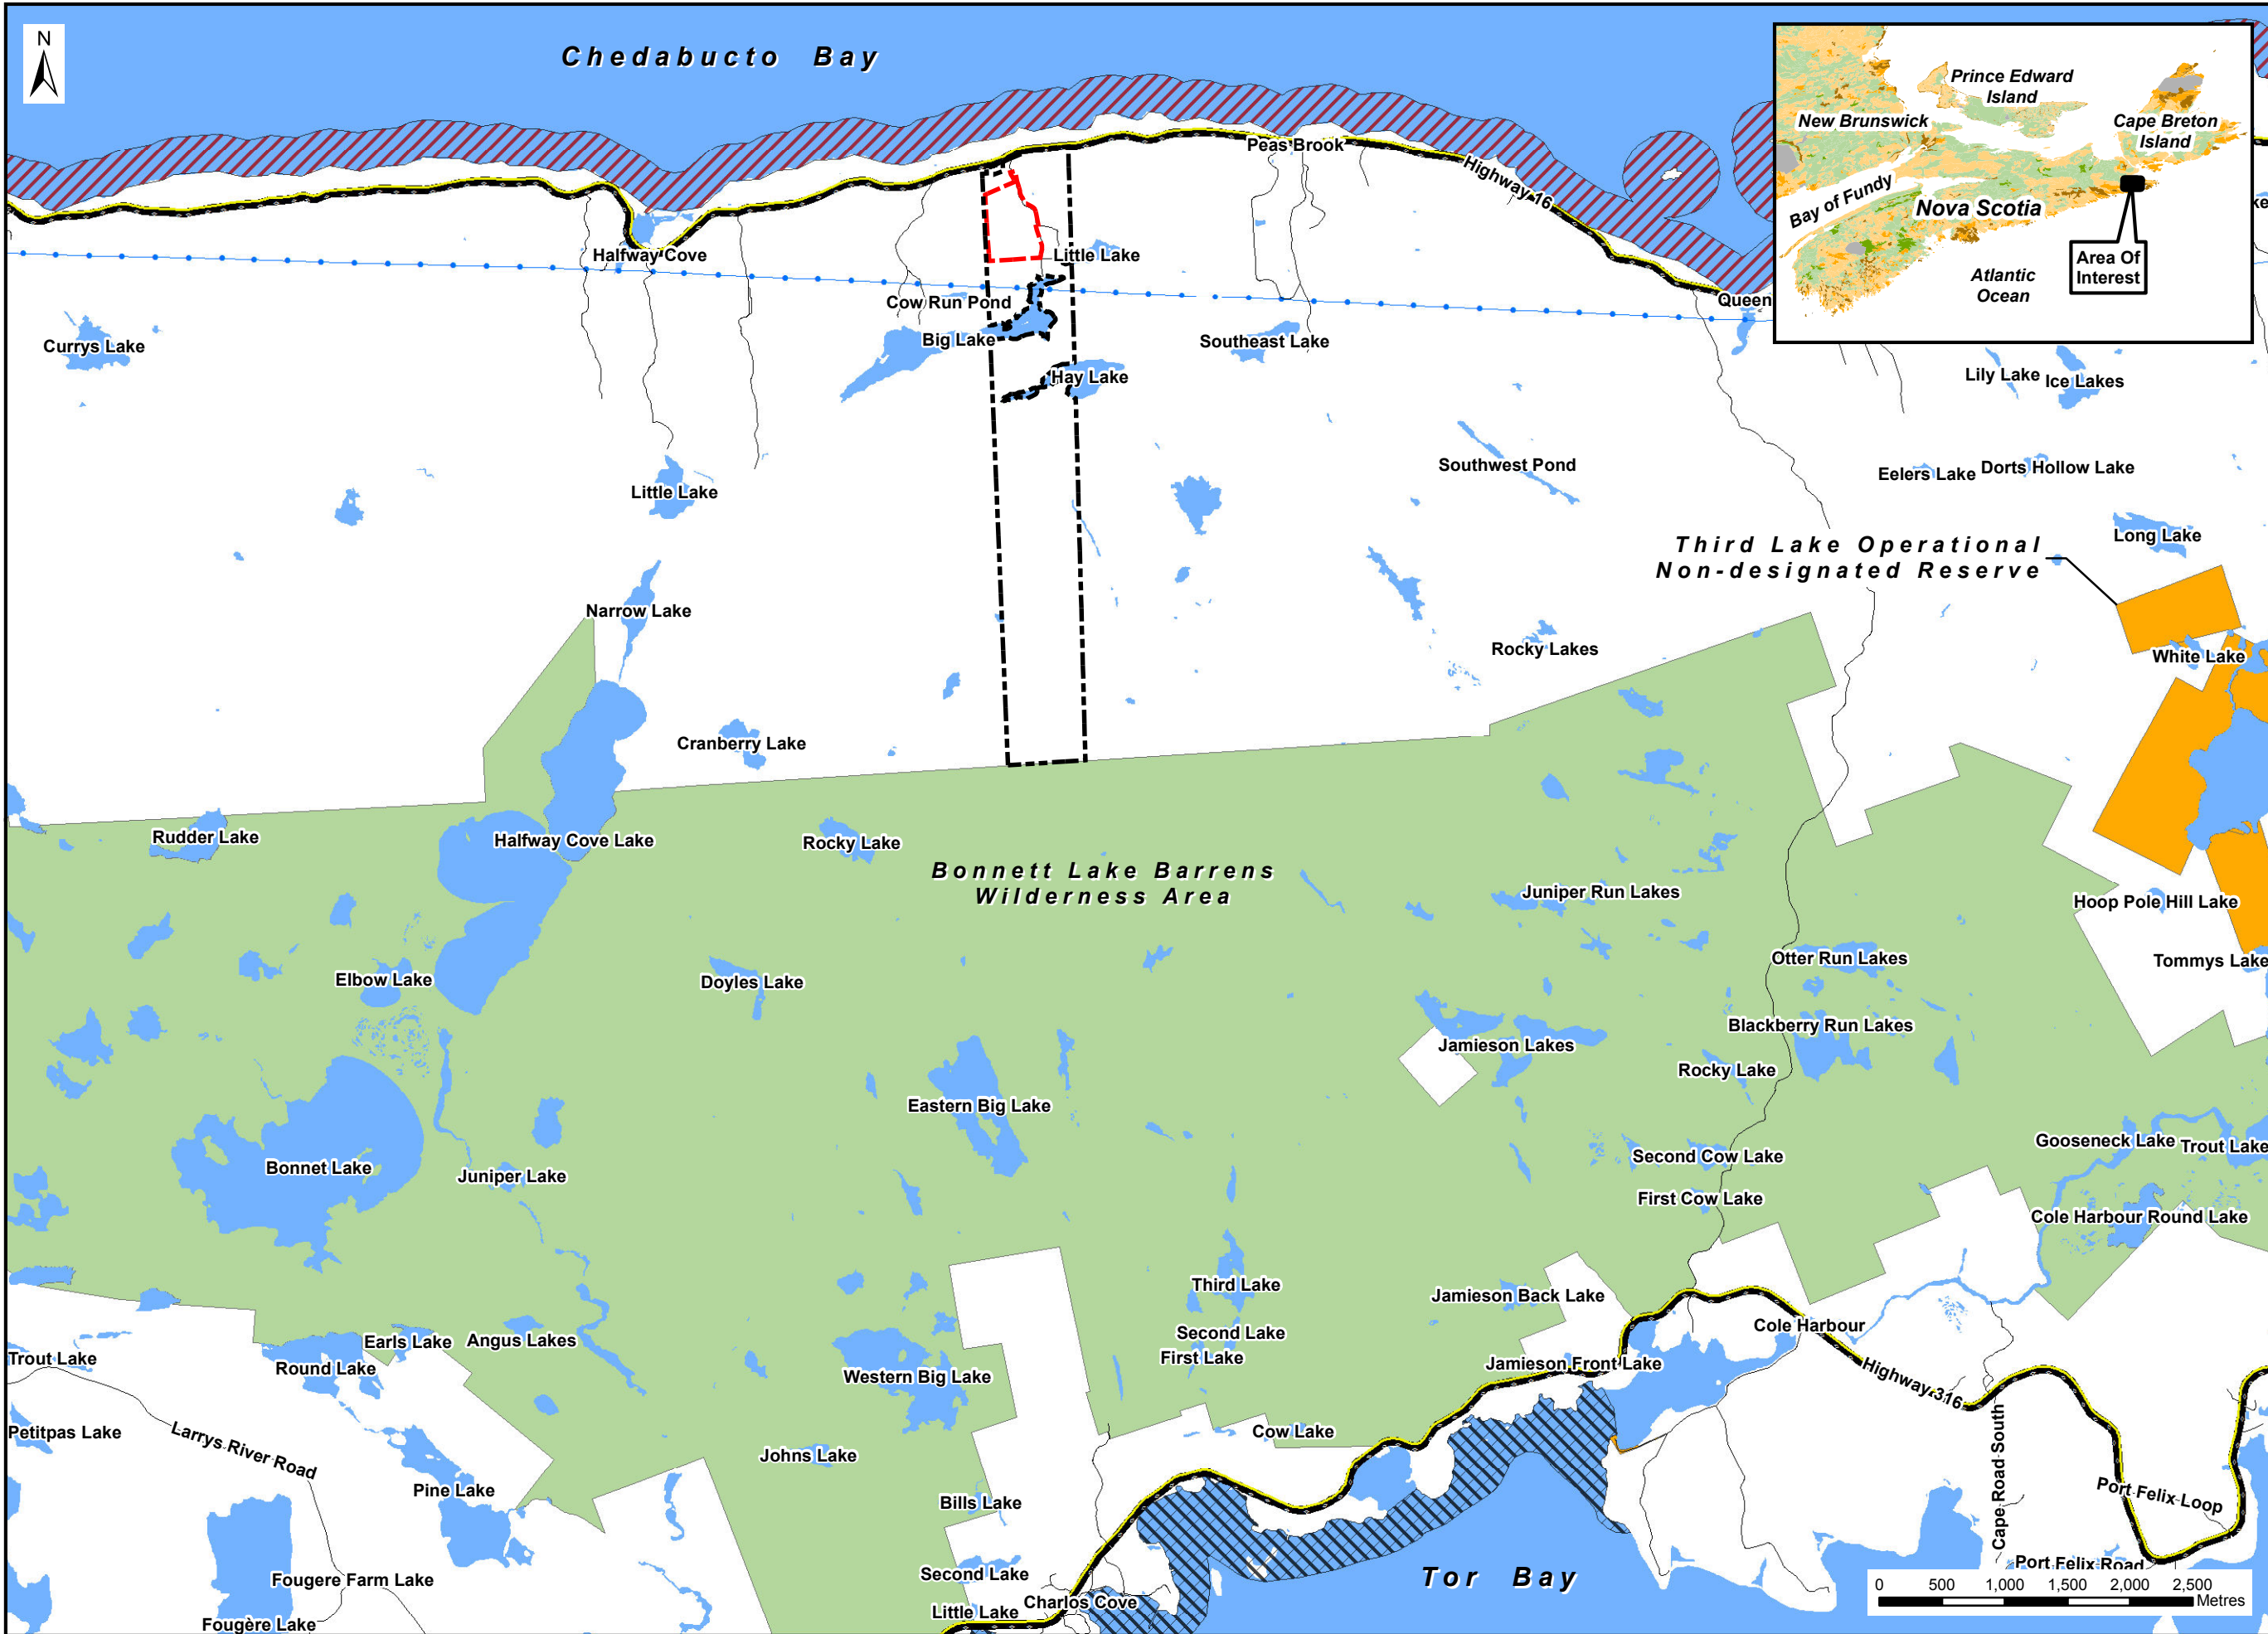 N
Chedabucto Bay
Prince Edward
Island
New Brunswick
Cape Breton
Island
Bay of Fundy
Nova Scotia
Area Of
Interest
Atlantic
Ocean
Peas Brook
Highway 16
Halfway Cove
Little Lake
Cow Run Pond
Queen
Currys Lake
Big Lake
Southeast Lake
Hay Lake
Lily Lake
Ice Lakes
Southwest Pond
Eelers Lake
Dorts Hollow Lake
Little Lake
Long Lake
Third Lake Operational
Non-designated Reserve
Narrow Lake
Rocky Lakes
White Lake
Cranberry Lake
Rudder Lake
Halfway Cove Lake
Rocky Lake
Bonnett Lake Barrens
Wilderness Area
Juniper Run Lakes
Hoop Pole Hill Lake
Otter Run Lakes
Tommys Lake
Elbow Lake
Doyles Lake
Blackberry Run Lakes
Jamieson Lakes
Rocky Lake
Eastern Big Lake
Gooseneck Lake
Trout Lake
Second Cow Lake
Bonnet Lake
Juniper Lake
First Cow Lake
Cole Harbour Round Lake
Third Lake
Jamieson Back Lake
Cole Harbour
Second Lake
Earls Lake
Angus Lakes
Trout Lake
Round Lake
First Lake
Jamieson Front Lake
Western Big Lake
Highway 316
Petitpas Lake
Larrys River Road
Cow Lake
Cape Road South
Johns Lake
Pine Lake
Bills Lake
Port Felix Loop
Port Felix Road
Second Lake
Tor Bay
Fougere Farm Lake
Charlos Cove
Little Lake
Fougère Lake
0 500 1,000 1,500 2,000 2,500
Metres